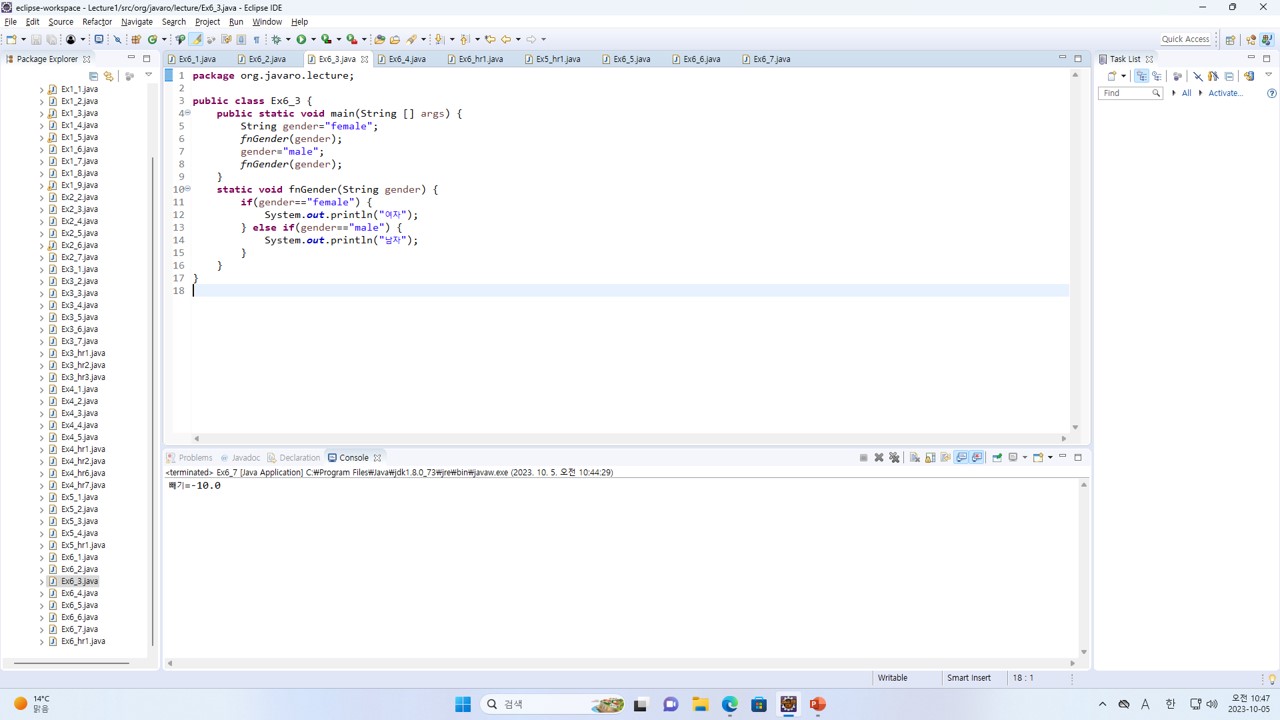 eclipse-workspace - Lecture1/src/org/javaro/lecture/Ex6_3.java - Eclipse IDE
File Edit Source Refactor Navigate Search Project Run Window Help
Quick Access
Package Explorer
Ex6_1.java Ex6_2.java Ex6_3.java Ex6_4.java Ex6_hr1.java Ex5_hr1.java Ex6_5.java Ex6_6.java Ex6_7.java
Task List
Find All Activate...
Ex1_1.java
Ex1_2.java
Ex1_3.java
Ex1_4.java
Ex1_5.java
Ex1_6.java
Ex1_7.java
Ex1_8.java
Ex1_9.java
Ex2_2.java
Ex2_3.java
Ex2_4.java
Ex2_5.java
Ex2_6.java
Ex2_7.java
Ex3_1.java
Ex3_2.java
Ex3_3.java
Ex3_4.java
Ex3_5.java
Ex3_6.java
Ex3_7.java
Ex3_hr1.java
Ex3_hr2.java
Ex3_hr3.java
Ex4_1.java
Ex4_2.java
Ex4_3.java
Ex4_4.java
Ex4_5.java
Ex4_hr1.java
Ex4_hr2.java
Ex4_hr6.java
Ex4_hr7.java
Ex5_1.java
Ex5_2.java
Ex5_3.java
Ex5_4.java
Ex5_hr1.java
Ex6_1.java
Ex6_2.java
Ex6_3.java
Ex6_4.java
Ex6_5.java
Ex6_6.java
Ex6_7.java
Ex6_hr1.java
1 package org.javaro.lecture;
2
3 public class Ex6_3 {
4 public static void main(String [] args) {
5 String gender="female";
6 fnGender(gender);
7 gender="male";
8 fnGender(gender);
9 }
10 static void fnGender(String gender) {
11 if(gender=="female") {
12 System.out.println("여자");
13 } else if(gender=="male") {
14 System.out.println("남자");
15 }
16 }
17 }
18
Problems Javadoc Declaration Console
<terminated> Ex6_7 [Java Application] C:₩Program Files₩Java₩jdk1.8.0_73₩jre₩bin₩javaw.exe (2023. 10. 5. 오전 10:44:29)
빼기=-10.0
Writable Smart Insert 18 : 1
14°C
맑음
검색
A 한
오전 10:47
2023-10-05